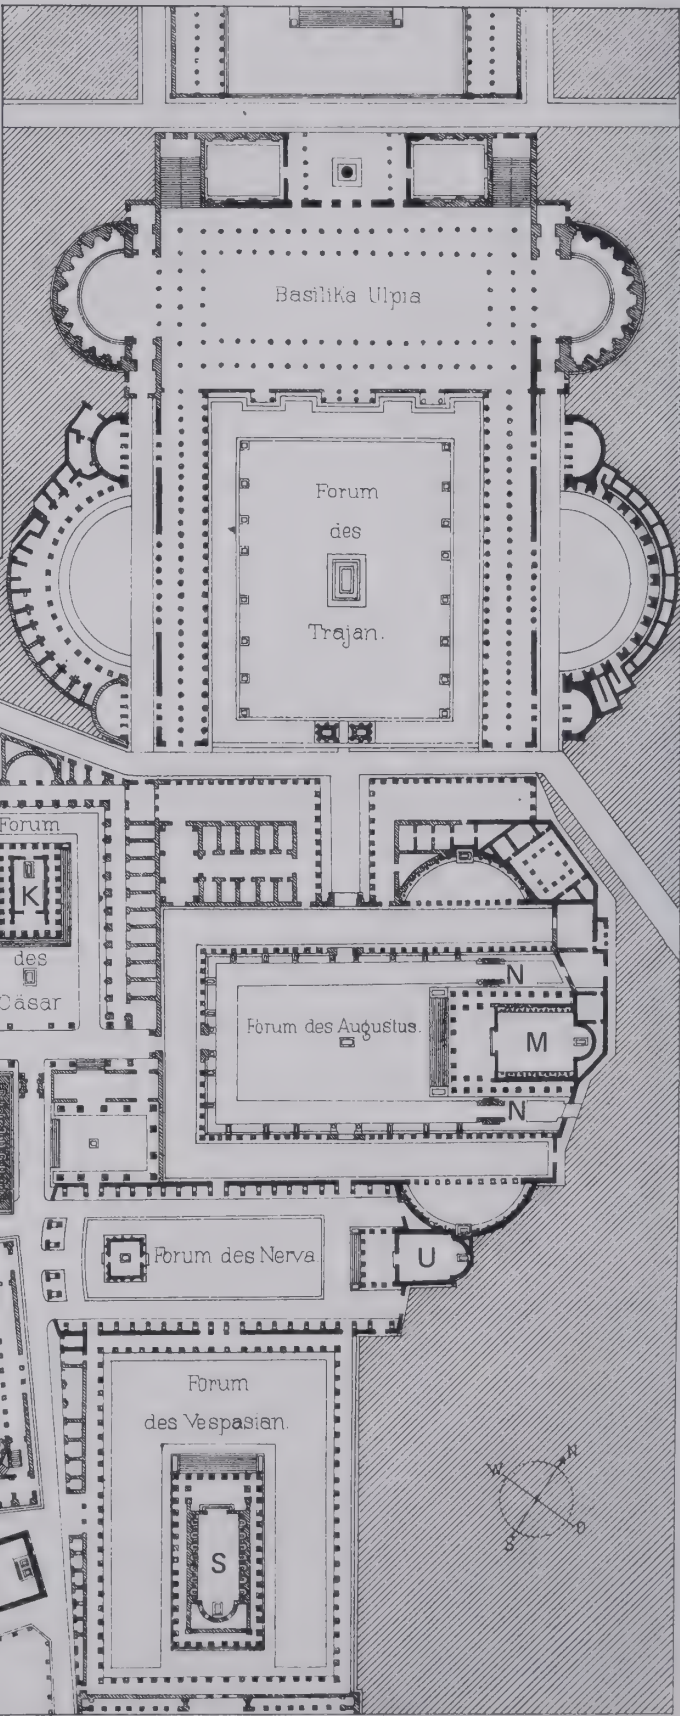 Basilika Ulpia
Forum
des
Trajan.
Forum
K
des
Cäsar
N
Forum des Augustus.
M
N
Forum des Nerva
U
Forum
des Vespasian.
S
N
W
O
S